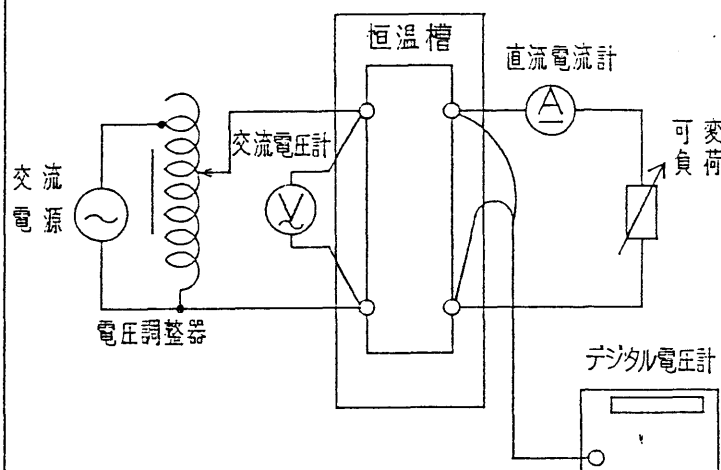 恒温槽
直流電流計
A
可変
負荷
交流電圧計
交流
電源
V
電圧調整器
デジタル電圧計